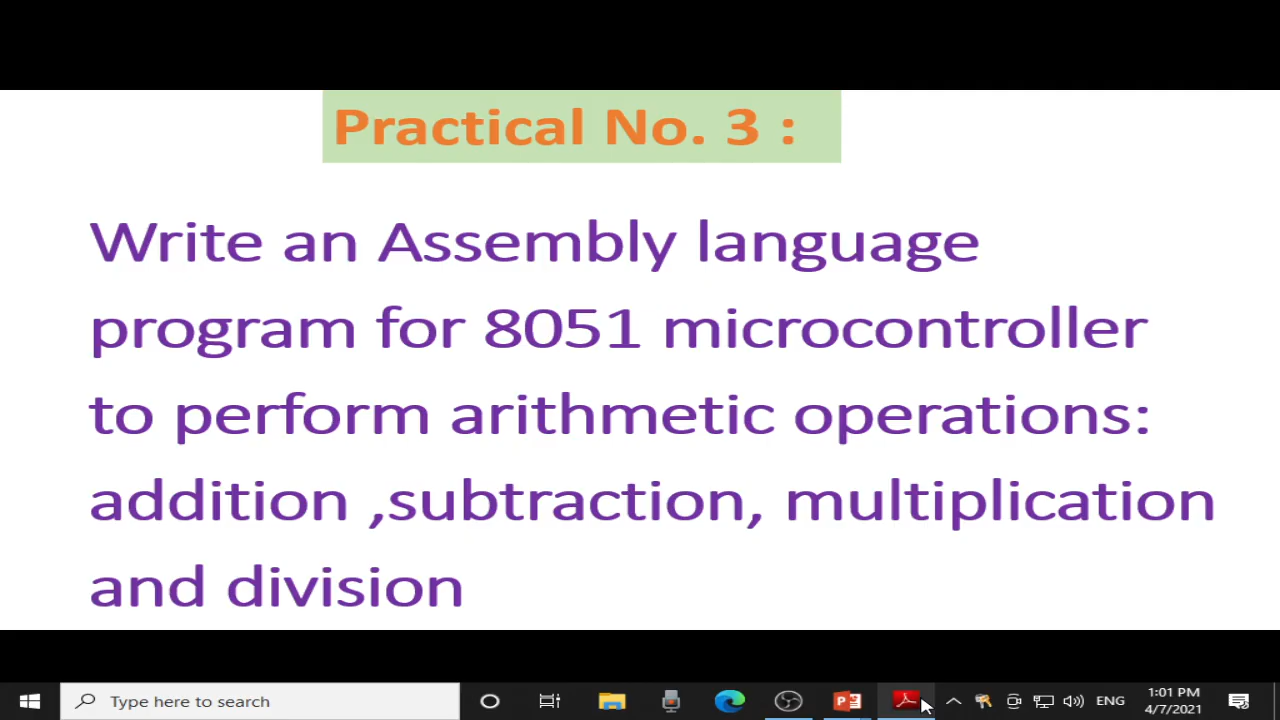 Practical No. 3 :
Write an Assembly language
program for 8051 microcontroller
to perform arithmetic operations:
addition ,subtraction, multiplication
and division
Type here to search
ENG
1:01 PM
4/7/2021